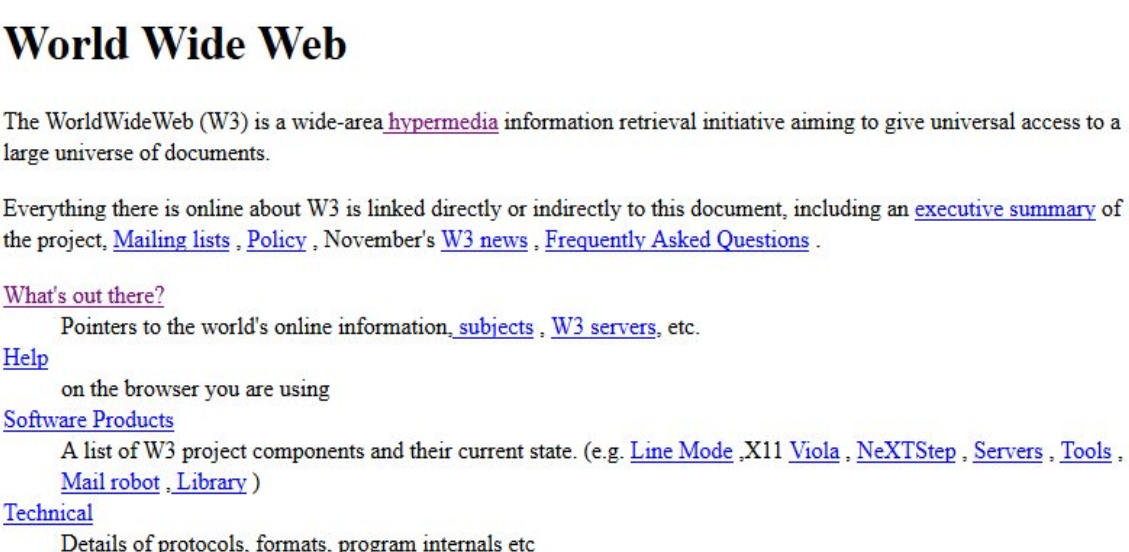 World Wide Web
The WorldWideWeb (W3) is a wide-area hypermedia information retrieval initiative aiming to give universal access to a
large universe of documents.
Everything there is online about W3 is linked directly or indirectly to this document, including an executive summary of
the project, Mailing lists , Policy , November's W3 news , Frequently Asked Questions .
What's out there?
Pointers to the world's online information, subjects , W3 servers, etc.
Help
on the browser you are using
Software Products
A list of W3 project components and their current state. (e.g. Line Mode ,X11 Viola , NeXTStep , Servers , Tools ,
Mail robot , Library )
Technical
Details of protocols, formats, program internals etc